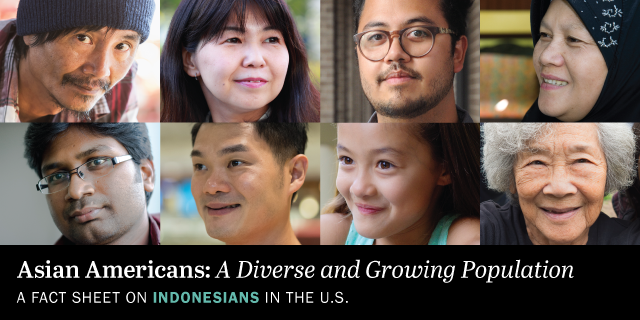 Asian Americans: A Diverse and Growing Population
A FACT SHEET ON INDONESIANS IN THE U.S.